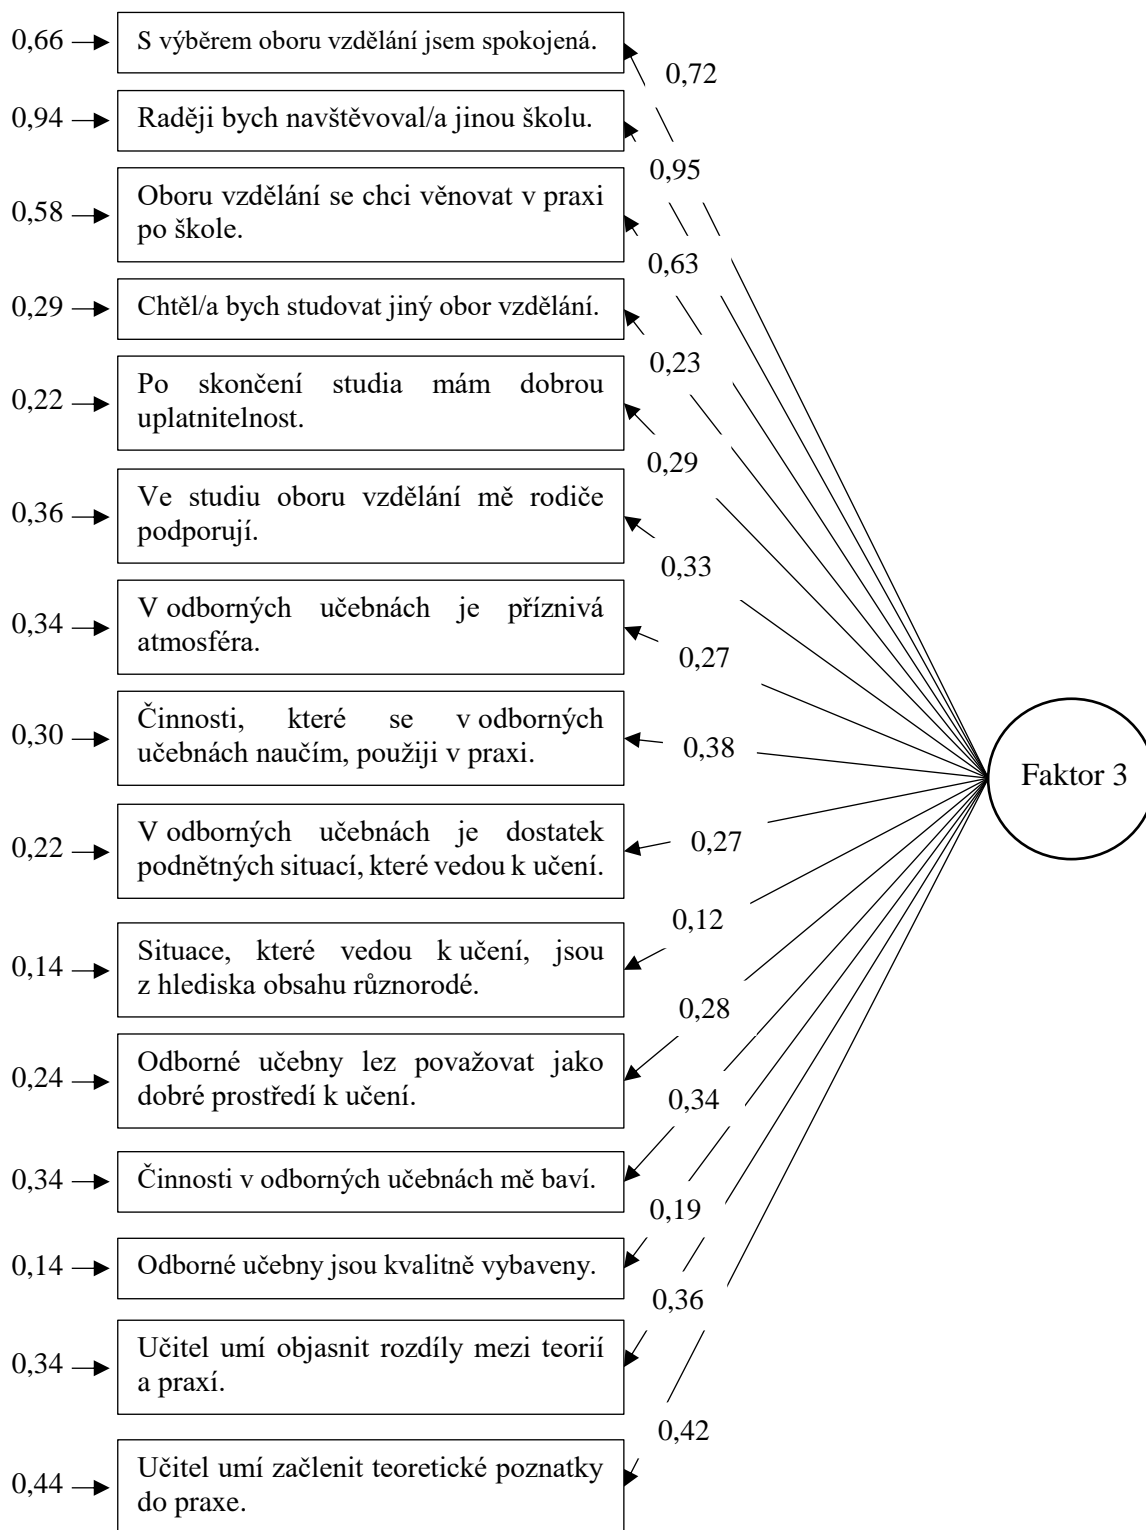 0,66
S výběrem oboru vzdělání jsem spokojená.
0,72
0,94
Raději bych navštěvoval/a jinou školu.
0,95
0,58
Oboru vzdělání se chci věnovat v praxi
po škole.
0,63
0,29
Chtěl/a bych studovat jiný obor vzdělání.
0,23
0,22
Po skončení studia mám dobrou
uplatnitelnost.
0,29
0,36
Ve studiu oboru vzdělání mě rodiče
podporují.
0,33
0,34
V odborných učebnách je příznivá
atmosféra.
0,27
0,30
Činnosti, které se v odborných
učebnách naučím, použiji v praxi.
0,38
Faktor 3
0,22
V odborných učebnách je dostatek
podnětných situací, které vedou k učení.
0,27
0,12
0,14
Situace, které vedou k učení, jsou
z hlediska obsahu různorodé.
0,28
0,24
Odborné učebny lez považovat jako
dobré prostředí k učení.
0,34
0,34
Činnosti v odborných učebnách mě baví.
0,19
0,14
Odborné učebny jsou kvalitně vybaveny.
0,36
0,34
Učitel umí objasnit rozdíly mezi teorií
a praxí.
0,42
0,44
Učitel umí začlenit teoretické poznatky
do praxe.